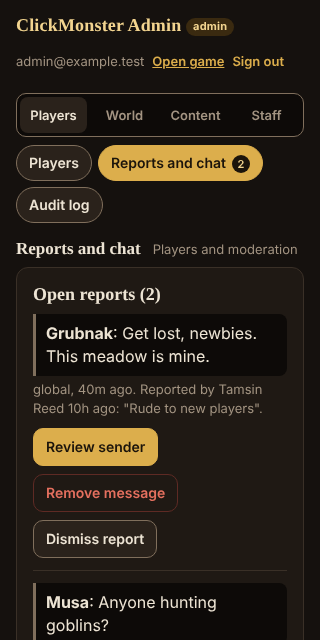 ClickMonster Admin admin
admin@example.test Open game Sign out
Players World Content Staff
Players Reports and chat 2
Audit log
Reports and chat Players and moderation
Open reports (2)
Grubnak: Get lost, newbies.
This meadow is mine.
global, 40m ago. Reported by Tamsin
Reed 10h ago: "Rude to new players".
Review sender
Remove message
Dismiss report
Musa: Anyone hunting
goblins?